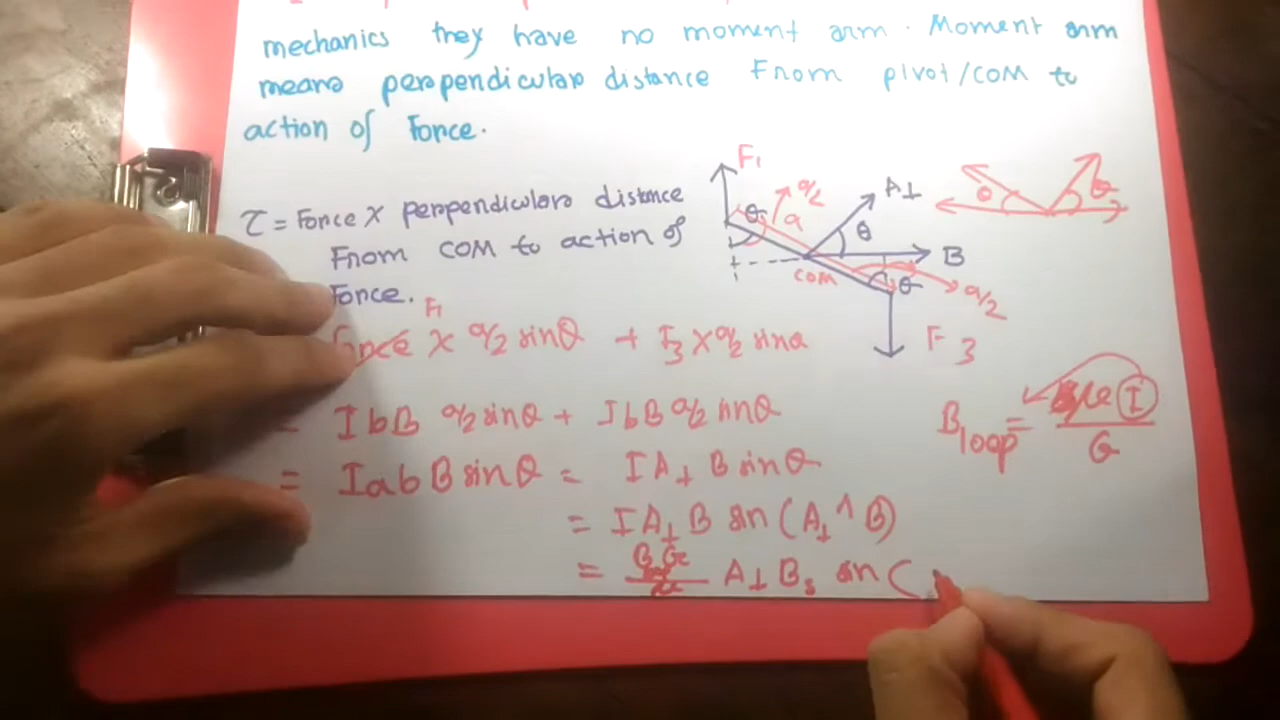 mechanics they have no moment arm. Moment arm
means perpendicular distance From pivot/COM to
action of Force.
τ = Force X perpendicular distance
From COM to action of
Force.
F₁
Force X a/2 sinθ + F₃ X a/2 sinθ
= IbB a/2 sinθ + IbB a/2 sinθ
= IabB sinθ = IA⊥ B sinθ
= IA⊥ B sin (A⊥ ^ B)
= A⊥ Bs sin (
F₁
θ
a/2
a
A⊥
θ
B
COM
θ
a/2
F3
θ
θ
B loop = I